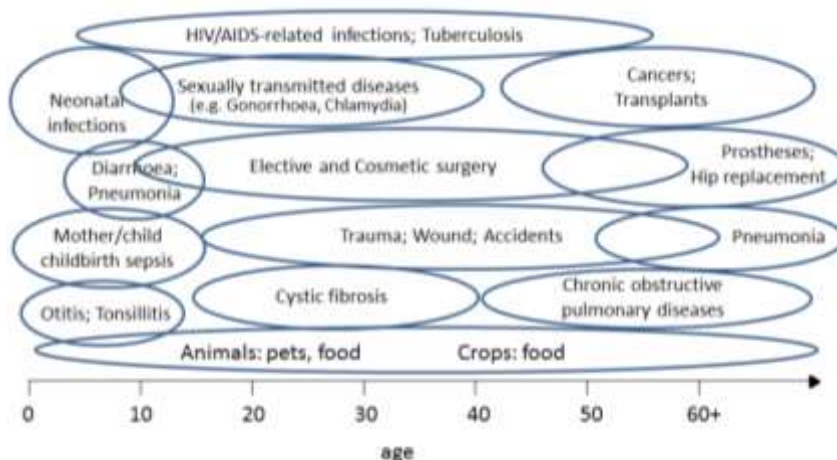 HIV/AIDS-related infections; Tuberculosis
Neonatal
infections
Sexually transmitted diseases
(e.g. Gonorrhoea, Chlamydia)
Cancers;
Transplants
Diarrhoea;
Pneumonia
Elective and Cosmetic surgery
Prostheses;
Hip replacement
Mother/child
childbirth sepsis
Trauma; Wound; Accidents
Pneumonia
Otitis; Tonsillitis
Cystic fibrosis
Chronic obstructive
pulmonary diseases
Animals: pets, food Crops: food
0 10 20 30 40 50 60+
age